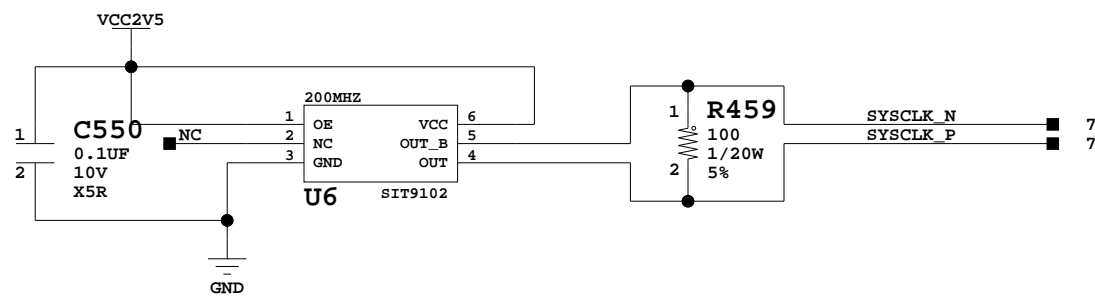 VCC2V5
1
C550
0.1UF
10V
X5R
2
NC
200MHZ
1 OE VCC 6
2 NC OUT_B 5
3 GND OUT 4
U6 SIT9102
GND
1
R459
100
1/20W
5%
2
SYSCLK_N 7
SYSCLK_P 7